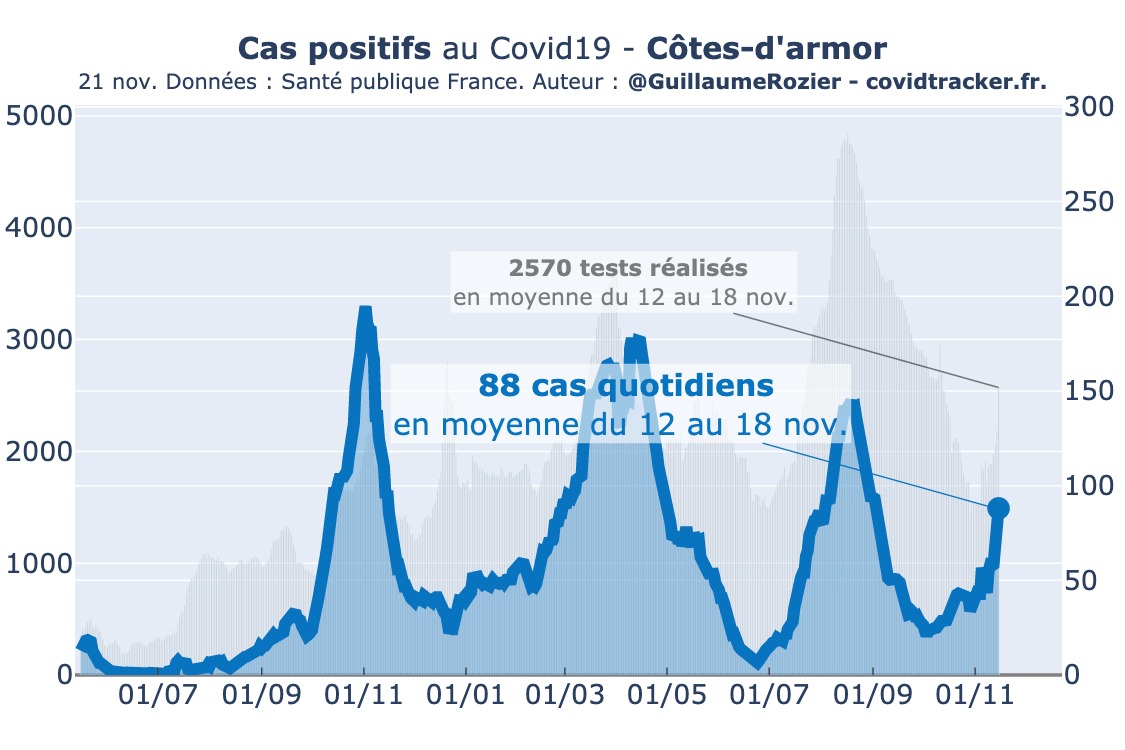 Cas positifs au Covid19 - Côtes-d'armor
21 nov. Données : Santé publique France. Auteur : @GuillaumeRozier - covidtracker.fr.
5000
4000
3000
2000
1000
0
300
250
200
150
100
50
0
2570 tests réalisés
en moyenne du 12 au 18 nov.
88 cas quotidiens
en moyenne du 12 au 18 nov.
01/07 01/09 01/11 01/01 01/03 01/05 01/07 01/09 01/11